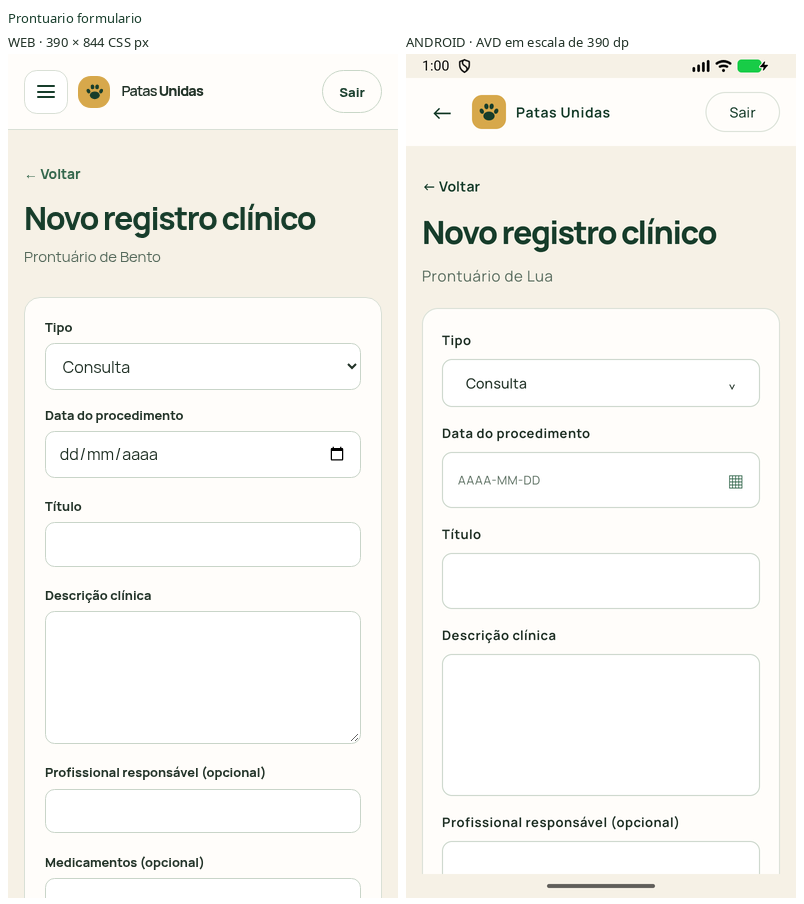 Prontuario formulario
WEB · 390 × 844 CSS px
Patas Unidas
Sair
← Voltar
Novo registro clínico
Prontuário de Bento
Tipo
Consulta
Data do procedimento
dd/mm/aaaa
Título
Descrição clínica
Profissional responsável (opcional)
Medicamentos (opcional)
ANDROID · AVD em escala de 390 dp
1:00
← Patas Unidas
Sair
← Voltar
Novo registro clínico
Prontuário de Lua
Tipo
Consulta
Data do procedimento
AAAA-MM-DD
Título
Descrição clínica
Profissional responsável (opcional)